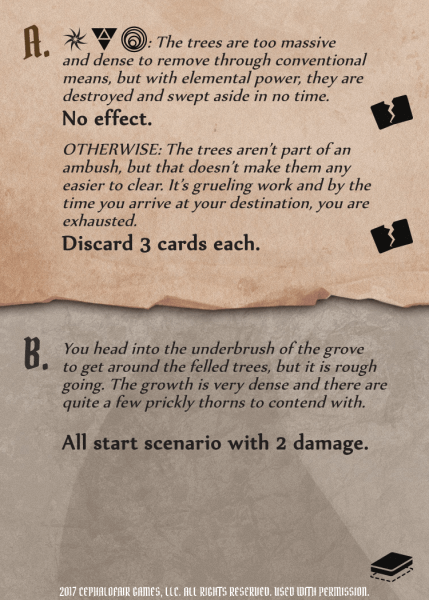 A. : The trees are too massive
and dense to remove through conventional
means, but with elemental power, they are
destroyed and swept aside in no time.
No effect.
OTHERWISE: The trees aren't part of an
ambush, but that doesn't make them any
easier to clear. It's grueling work and by the
time you arrive at your destination, you are
exhausted.
Discard 3 cards each.
B. You head into the underbrush of the grove
to get around the felled trees, but it is rough
going. The growth is very dense and there are
quite a few prickly thorns to contend with.
All start scenario with 2 damage.
2017 CEPHALOFAIR GAMES, LLC. ALL RIGHTS RESERVED. USED WITH PERMISSION.